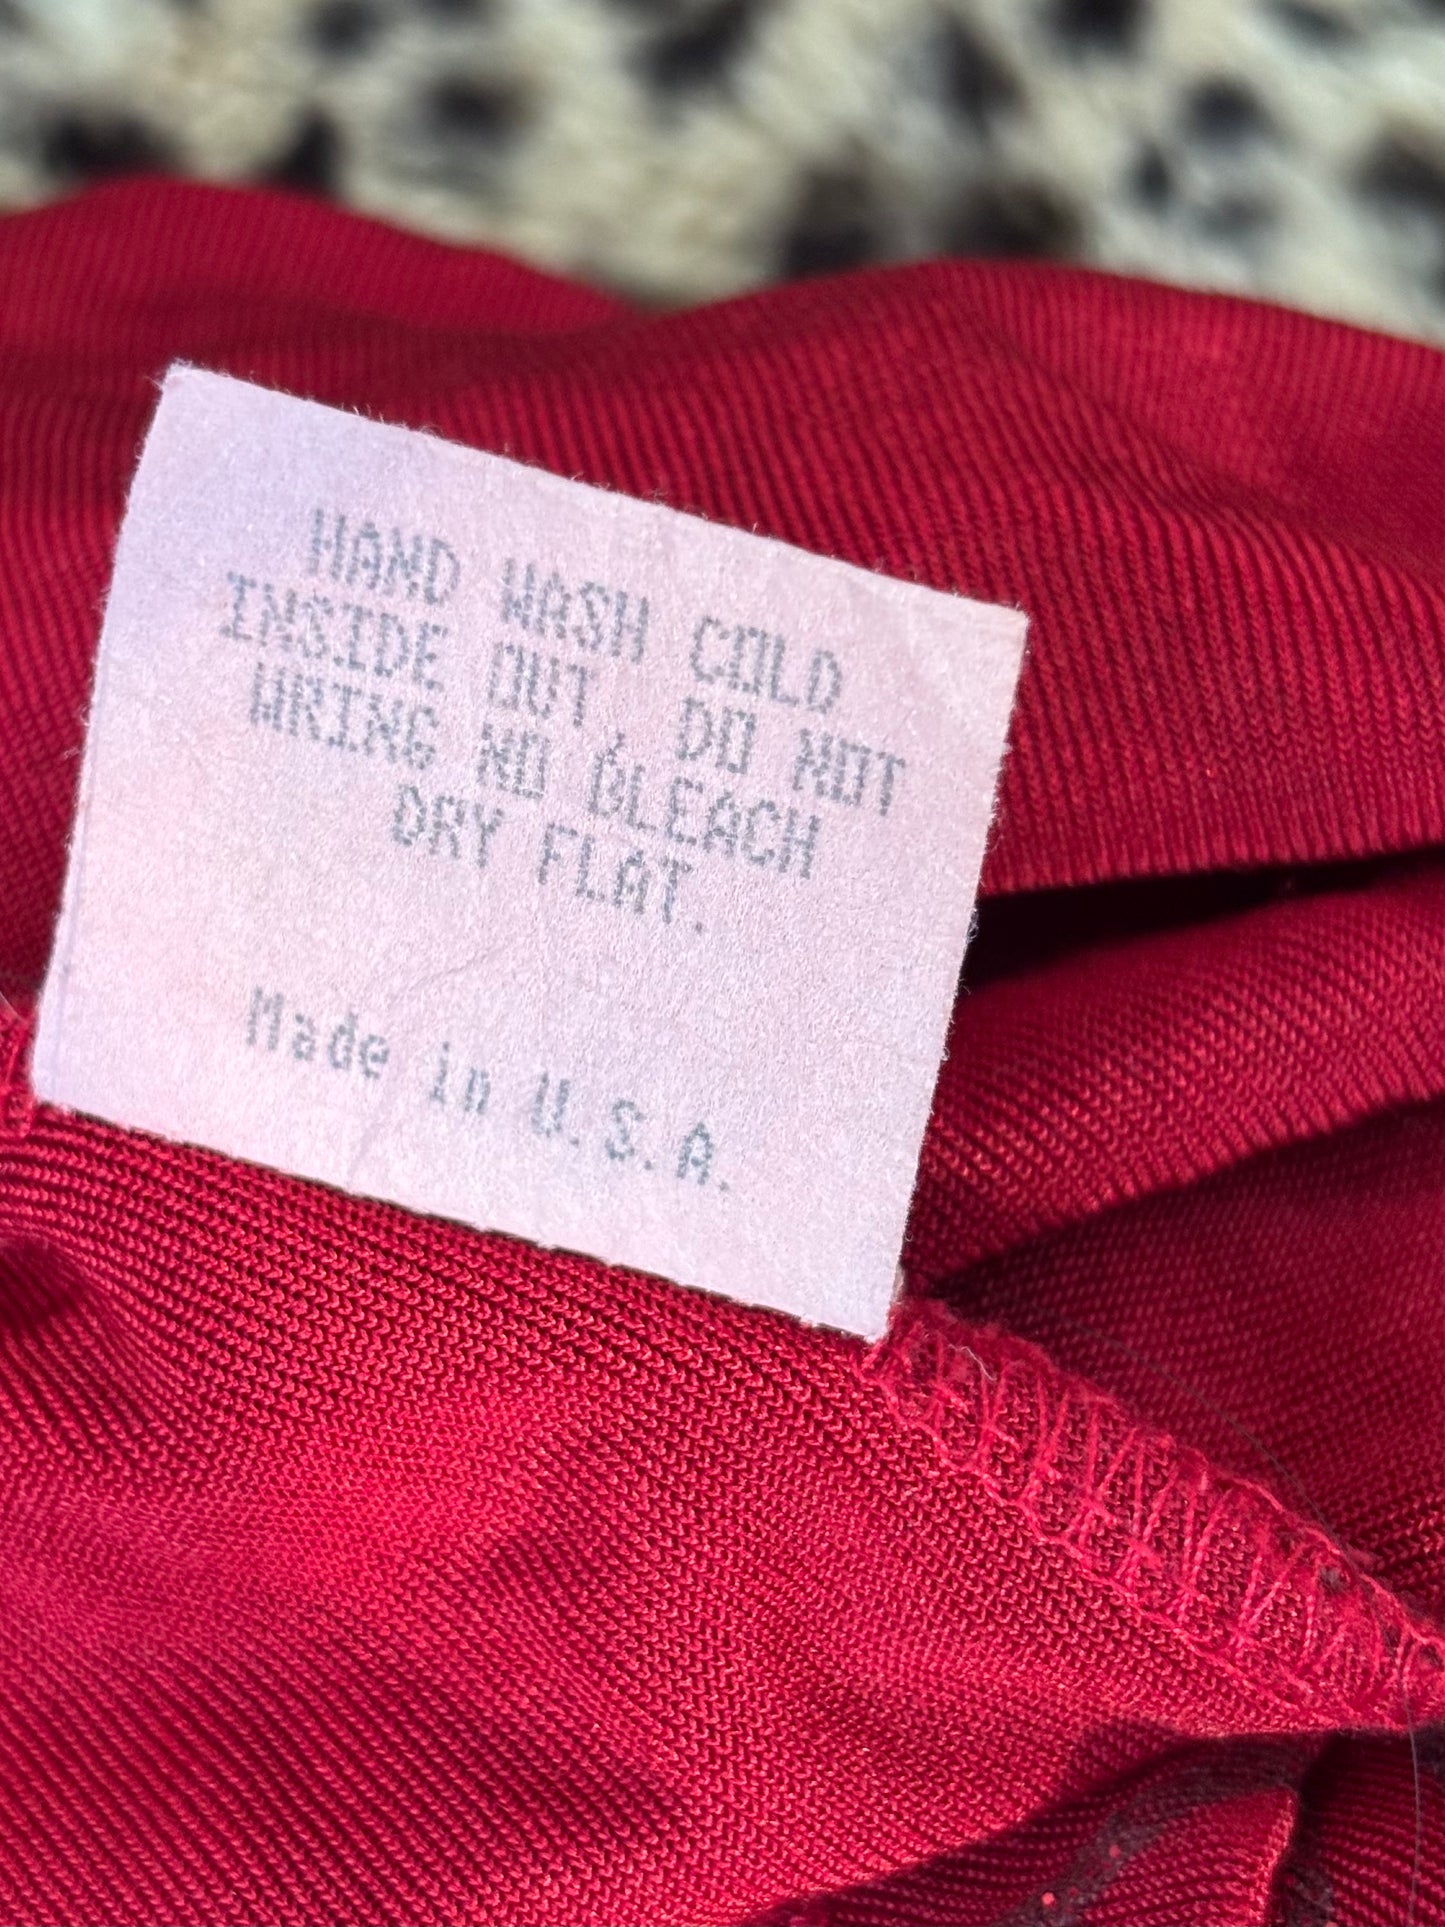 HAND WASH COLD
INSIDE OUT, DO NOT
WRING NO BLEACH
DRY FLAT.
Made in U.S.A.